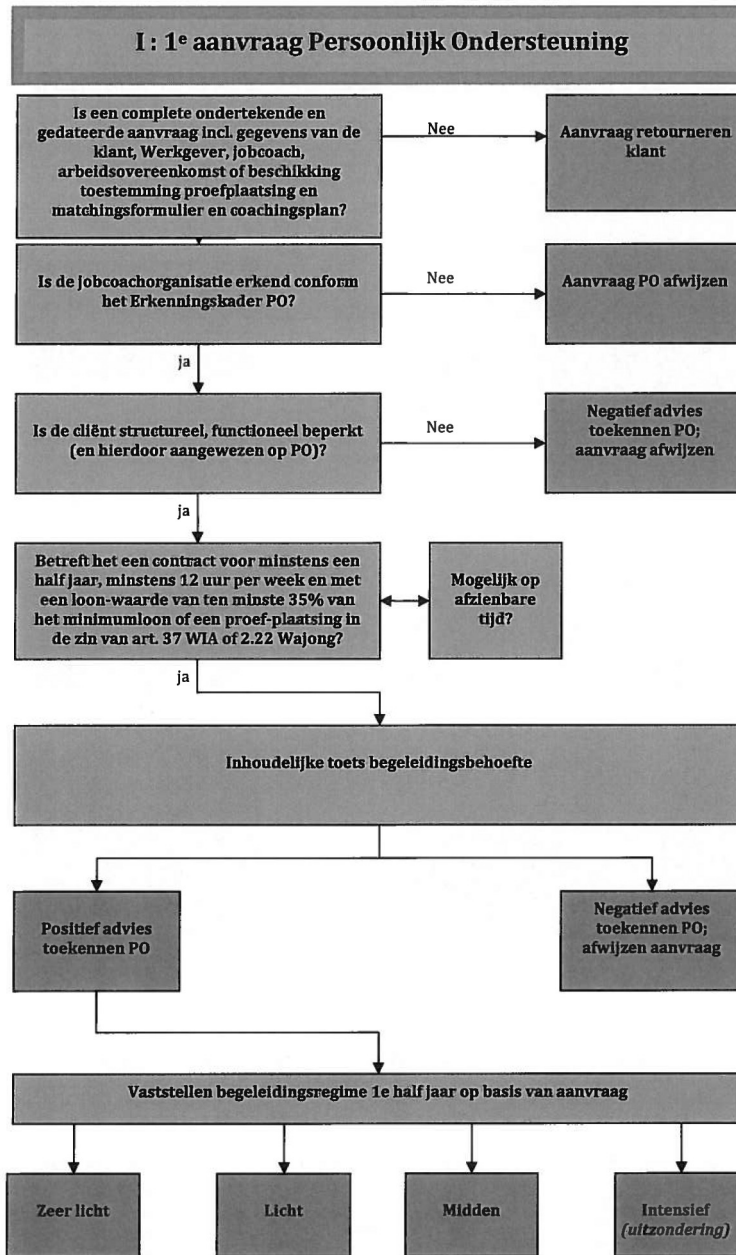 I : 1e aanvraag Persoonlijk Ondersteuning
Is een complete ondertekende en
gedateerde aanvraag incl. gegevens van de
klant, Werkgever, jobcoach,
arbeidsovereenkomst of beschikking
toestemming proefplaatsing en
matchingsformulier en coachingsplan?
Nee
Aanvraag retourneren
klant
Is de jobcoachorganisatie erkend conform
het Erkenningskader PO?
Nee
Aanvraag PO afwijzen
ja
Is de cliënt structureel, functioneel beperkt
(en hierdoor aangewezen op PO)?
Nee
Negatief advies
toekennen PO;
aanvraag afwijzen
ja
Betreft het een contract voor minstens een
half jaar, minstens 12 uur per week en met
een loon-waarde van ten minste 35% van
het minimumloon of een proef-plaatsing in
de zin van art. 37 WIA of 2.22 Wajong?
Mogelijk op
afzienbare
tijd?
ja
Inhoudelijke toets begeleidingsbehoefte
Positief advies
toekennen PO
Negatief advies
toekennen PO;
afwijzen aanvraag
Vaststellen begeleidingsregime 1e half jaar op basis van aanvraag
Zeer licht
Licht
Midden
Intensief
(uitzondering)